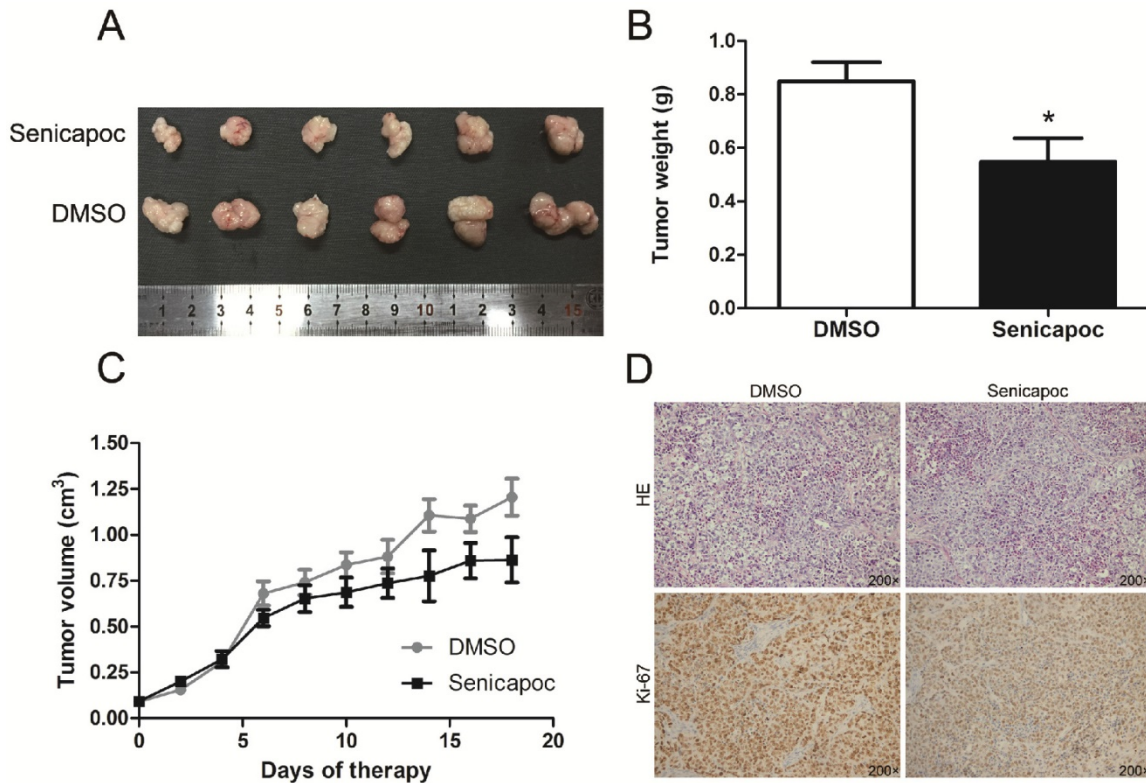 A
Senicapoc
DMSO
1 2 3 4 5 6 7 8 9 10 1 2 3 4 15
B
Tumor weight (g)
1.0
0.8
0.6
0.4
0.2
0.0
*
DMSO Senicapoc
C
Tumor volume (cm³)
1.50
1.25
1.00
0.75
0.50
0.25
0.00
DMSO
Senicapoc
0 5 10 15 20
Days of therapy
D
DMSO Senicapoc
HE
200× 200×
Ki-67
200× 200×